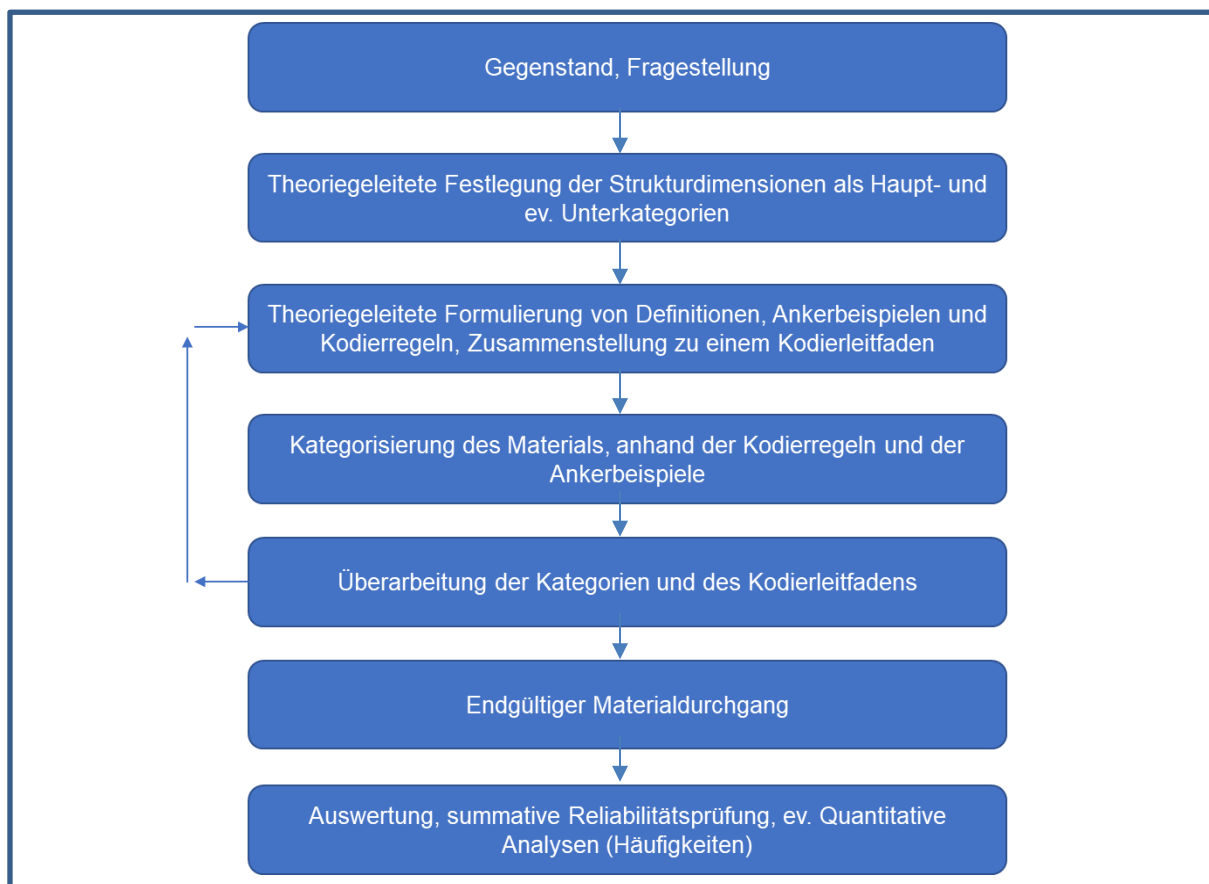 Gegenstand, Fragestellung
Theoriegeleitete Festlegung der Strukturdimensionen als Haupt- und
ev. Unterkategorien
Theoriegeleitete Formulierung von Definitionen, Ankerbeispielen und
Kodierregeln, Zusammenstellung zu einem Kodierleitfaden
Kategorisierung des Materials, anhand der Kodierregeln und der
Ankerbeispiele
Überarbeitung der Kategorien und des Kodierleitfadens
Endgültiger Materialdurchgang
Auswertung, summative Reliabilitätsprüfung, ev. Quantitative
Analysen (Häufigkeiten)